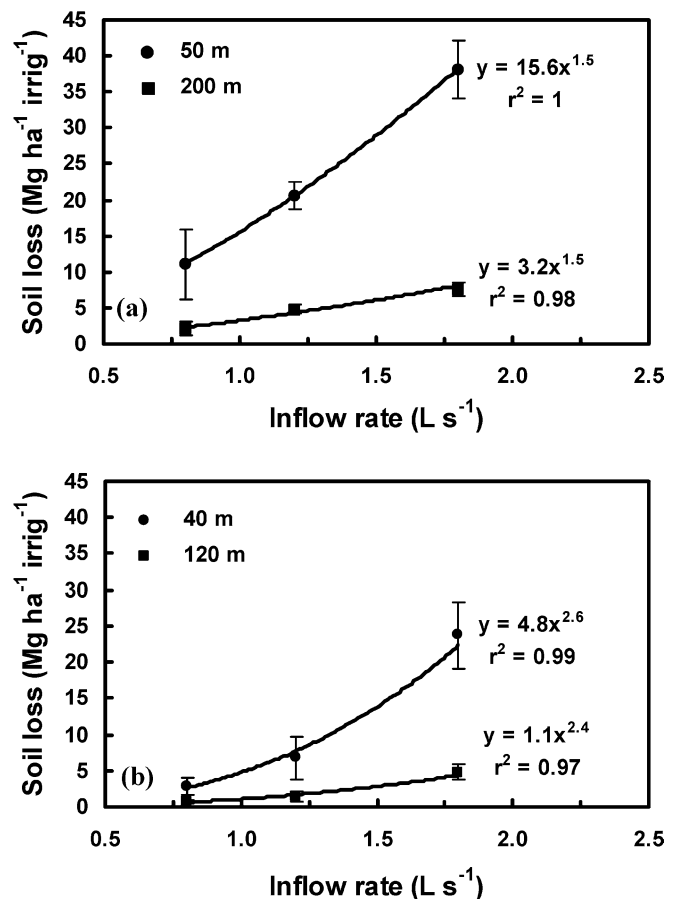 45
40
35
30
25
20
15
10
5
0
Soil loss (Mg ha⁻¹ irrig⁻¹)
50 m
200 m
y = 15.6x¹·⁵
r² = 1
y = 3.2x¹·⁵
r² = 0.98
(a)
0.5 1.0 1.5 2.0 2.5
Inflow rate (L s⁻¹)
45
40
35
30
25
20
15
10
5
0
Soil loss (Mg ha⁻¹ irrig⁻¹)
40 m
120 m
y = 4.8x²·⁶
r² = 0.99
y = 1.1x²·⁴
r² = 0.97
(b)
0.5 1.0 1.5 2.0 2.5
Inflow rate (L s⁻¹)